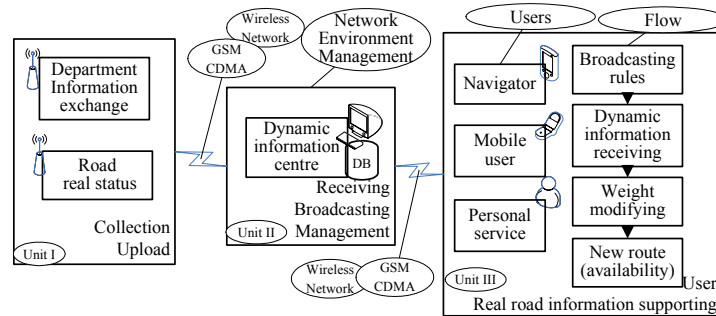 Department
Information
exchange
Road
real status
Collection
Upload
Unit I
Wireless
Network
GSM
CDMA
Network
Environment
Management
Dynamic
information
centre
DB
Receiving
Broadcasting
Management
Unit II
Wireless
Network
GSM
CDMA
Users
Flow
Navigator
Mobile
user
Personal
service
Broadcasting
rules
Dynamic
information
receiving
Weight
modifying
New route
(availability)
User
Unit III
Real road information supporting